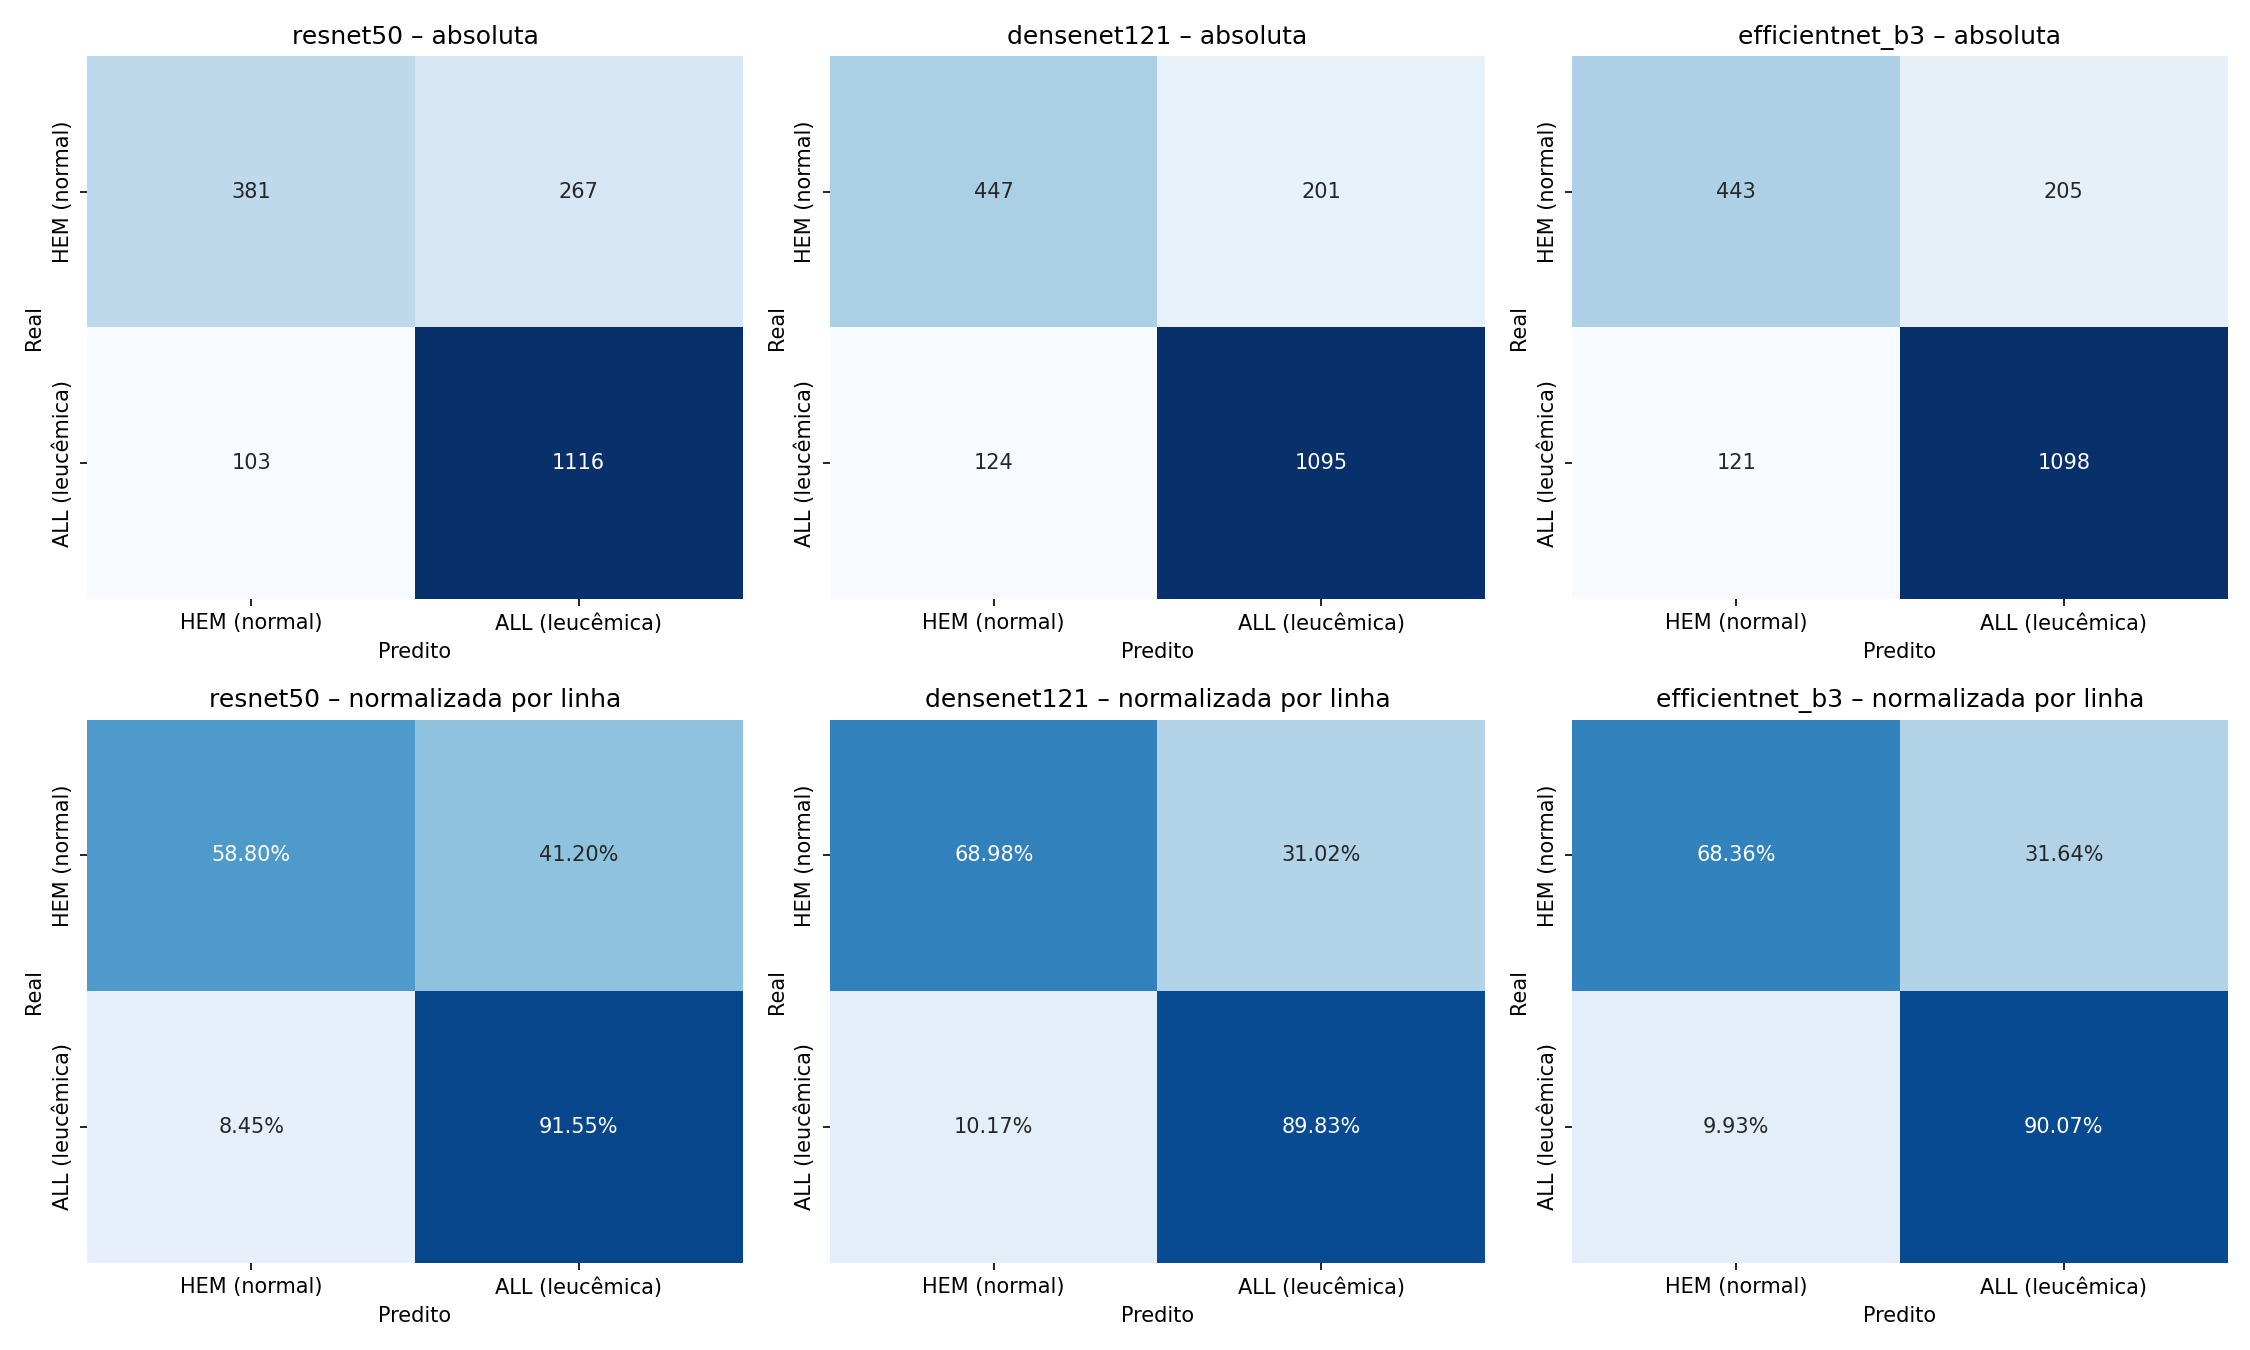 resnet50 – absoluta
HEM (normal)
ALL (leucêmica)
Real
381
267
103
1116
HEM (normal)
ALL (leucêmica)
Predito
densenet121 – absoluta
HEM (normal)
ALL (leucêmica)
Real
447
201
124
1095
HEM (normal)
ALL (leucêmica)
Predito
efficientnet_b3 – absoluta
HEM (normal)
ALL (leucêmica)
Real
443
205
121
1098
HEM (normal)
ALL (leucêmica)
Predito
resnet50 – normalizada por linha
HEM (normal)
ALL (leucêmica)
Real
58.80%
41.20%
8.45%
91.55%
HEM (normal)
ALL (leucêmica)
Predito
densenet121 – normalizada por linha
HEM (normal)
ALL (leucêmica)
Real
68.98%
31.02%
10.17%
89.83%
HEM (normal)
ALL (leucêmica)
Predito
efficientnet_b3 – normalizada por linha
HEM (normal)
ALL (leucêmica)
Real
68.36%
31.64%
9.93%
90.07%
HEM (normal)
ALL (leucêmica)
Predito